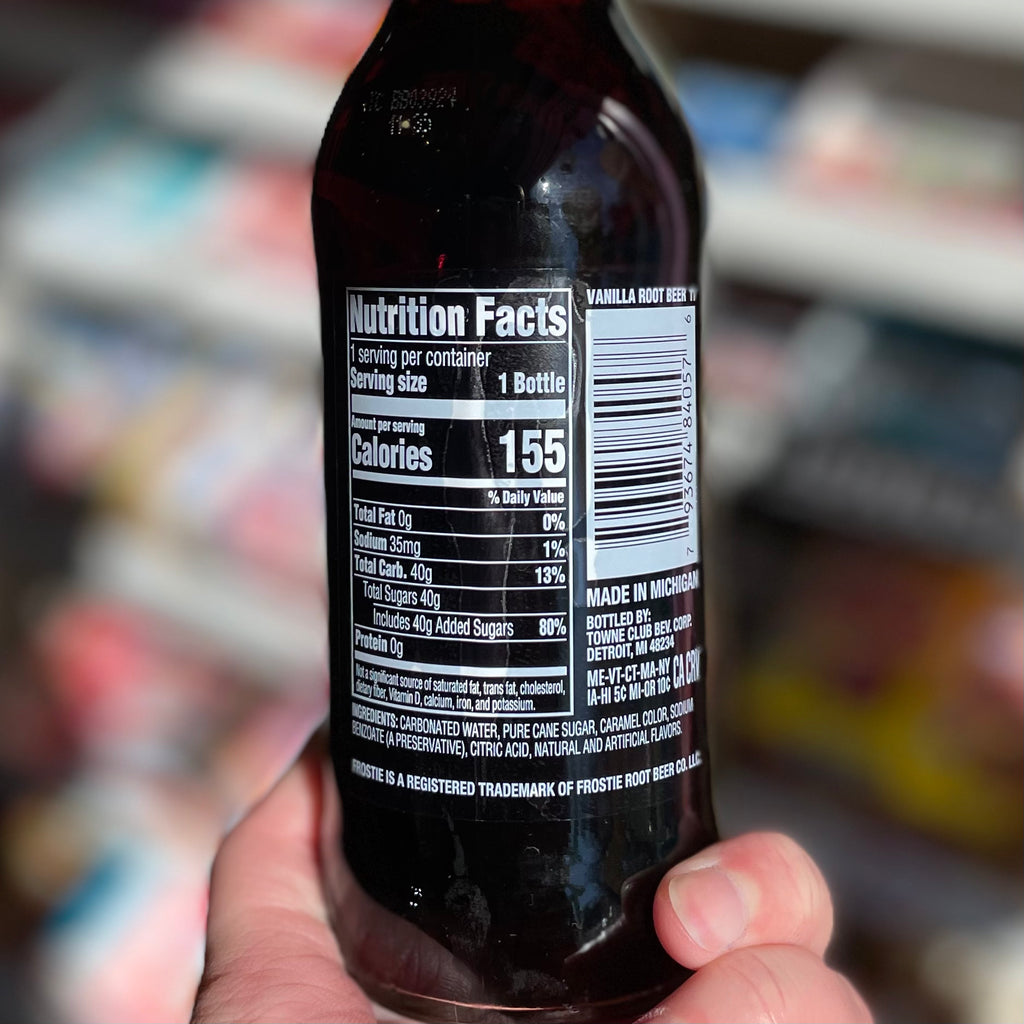 11:
Nutrition Facts
1 serving per container
Serving size 1 Bottle
Amount per serving
Calories 155
% Daily Value
Total Fat 0g 0%
Sodium 35mg 1%
Total Carb. 40g 13%
Total Sugars 40g
Includes 40g Added Sugars 80%
Protein 0g
Not a significant source of saturated fat, trans fat, cholesterol,
dietary fiber, Vitamin D, calcium, iron, and potassium.
INGREDIENTS: CARBONATED WATER, PURE CANE SUGAR, CARAMEL COLOR, SODIUM
BENZOATE (A PRESERVATIVE), CITRIC ACID, NATURAL AND ARTIFICIAL FLAVORS.
FROSTIE IS A REGISTERED TRADEMARK OF FROSTIE ROOT BEER CO. LLC.
VANILLA ROOT BEER
7 93674 84057 6
MADE IN MICHIGAN
BOTTLED BY:
TOWNE CLUB BEV. CORP.
DETROIT, MI 48234
ME-VT-CT-MA-NY CA CRV
IA-HI 5¢ MI-OR 10¢